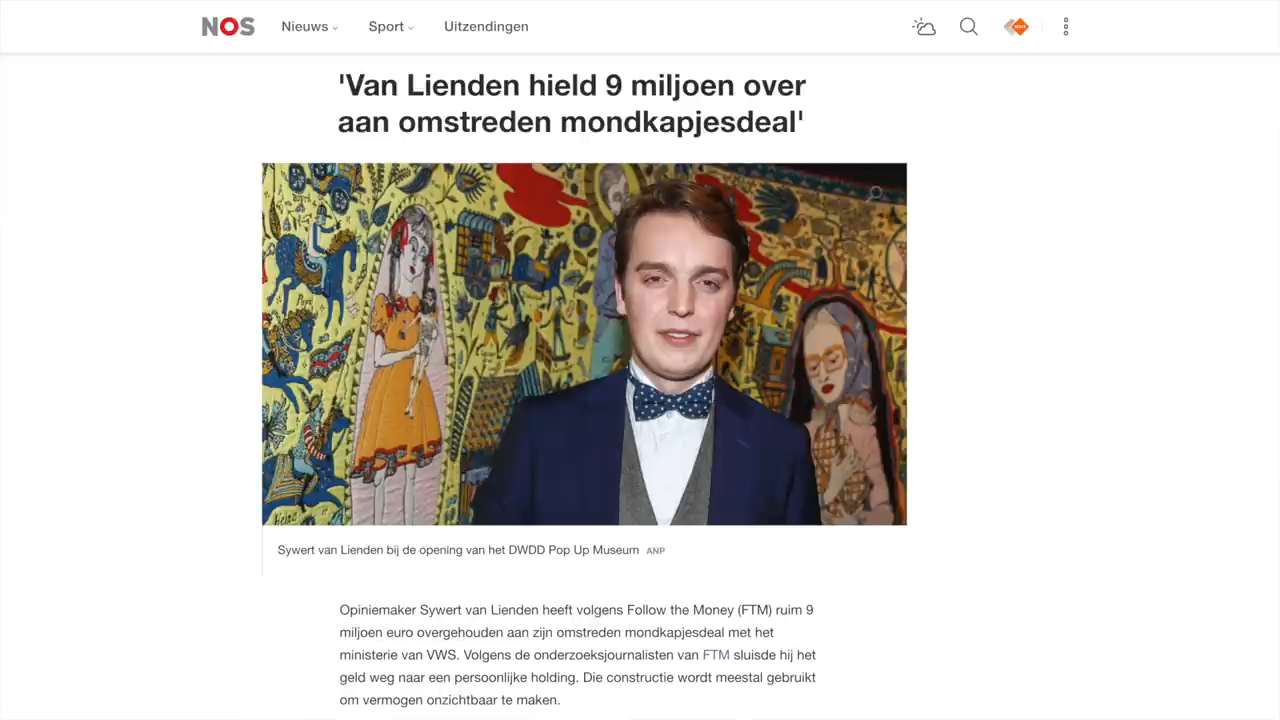 NOS Nieuws Sport Uitzendingen
'Van Lienden hield 9 miljoen over
aan omstreden mondkapjesdeal'
Sywert van Lienden bij de opening van het DWDD Pop Up Museum ANP
Opiniemaker Sywert van Lienden heeft volgens Follow the Money (FTM) ruim 9
miljoen euro overgehouden aan zijn omstreden mondkapjesdeal met het
ministerie van VWS. Volgens de onderzoeksjournalisten van FTM sluisde hij het
geld weg naar een persoonlijke holding. Die constructie wordt meestal gebruikt
om vermogen onzichtbaar te maken.